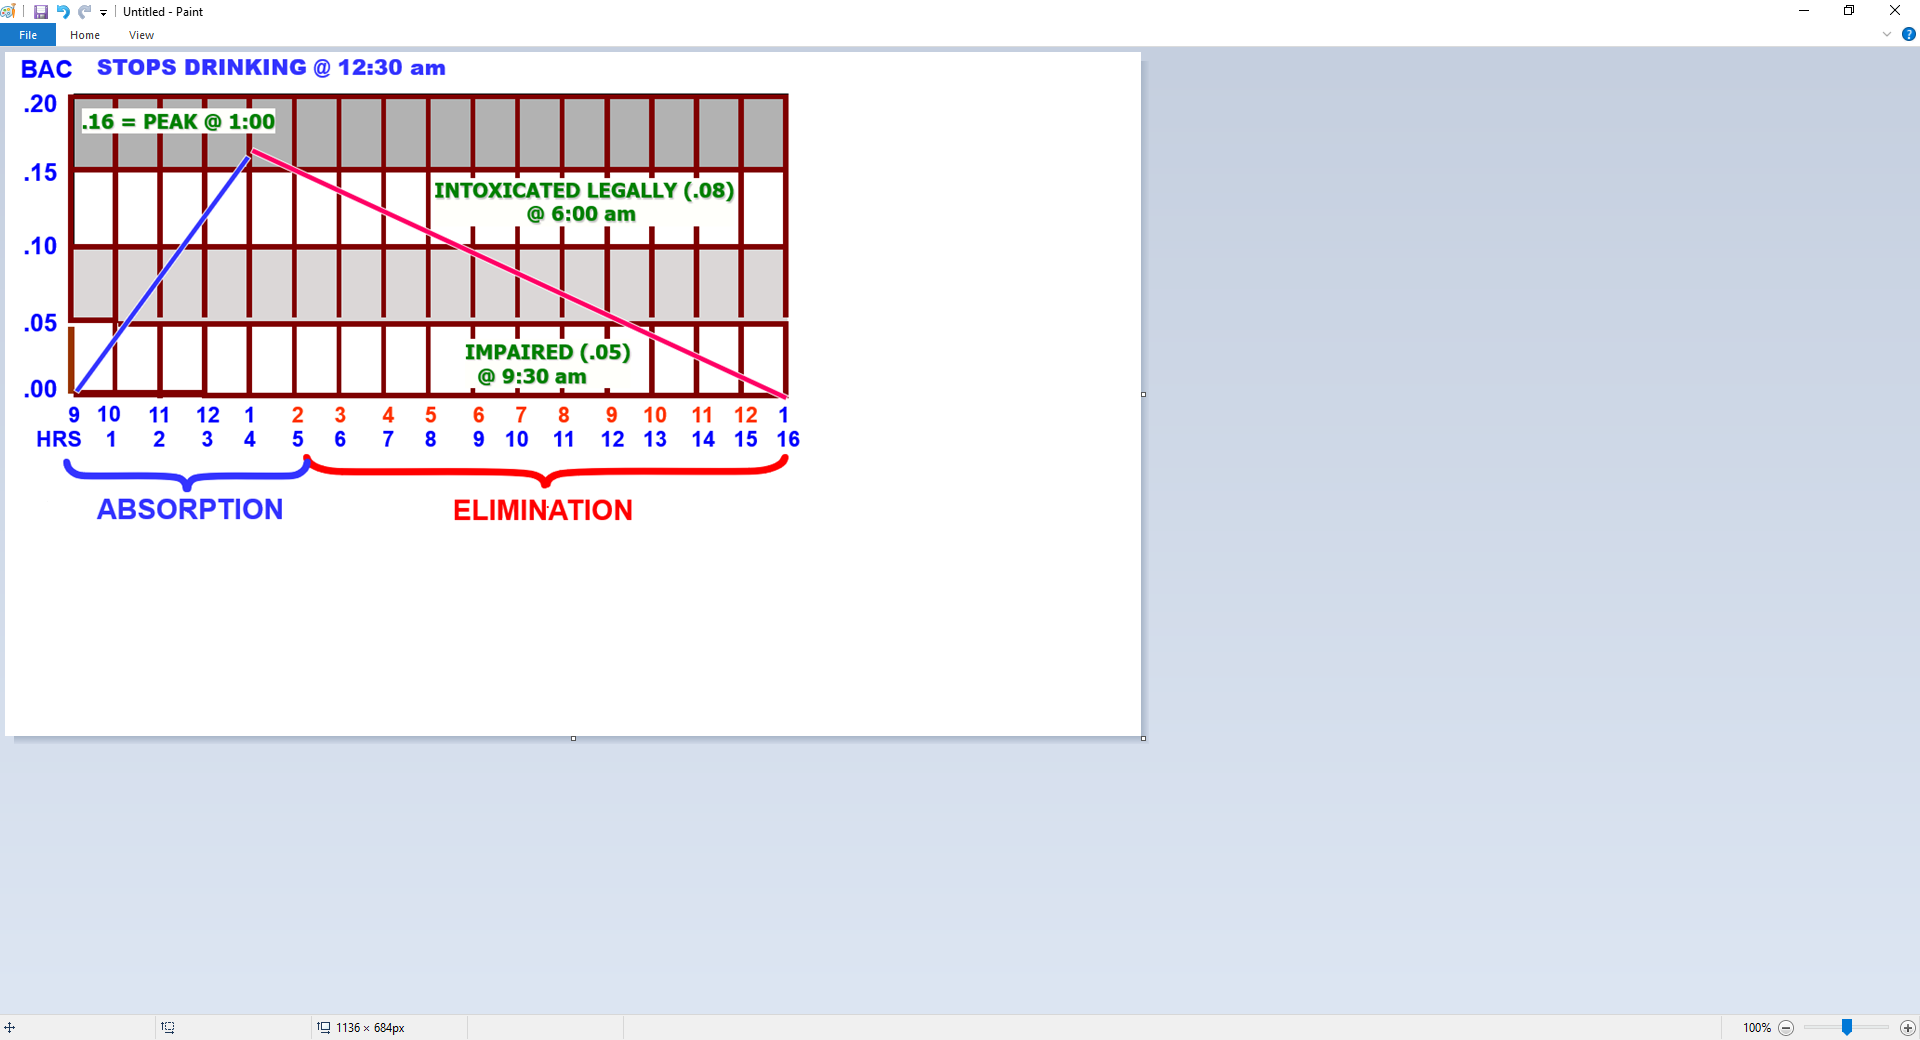 Untitled - Paint
File Home View
BAC STOPS DRINKING @ 12:30 am
.20
.16 = PEAK @ 1:00
.15
INTOXICATED LEGALLY (.08)
@ 6:00 am
.10
.05
IMPAIRED (.05)
@ 9:30 am
.00
9 10 11 12 1 2 3 4 5 6 7 8 9 10 11 12 1
HRS 1 2 3 4 5 6 7 8 9 10 11 12 13 14 15 16
ABSORPTION ELIMINATION
1136 × 684px 100%